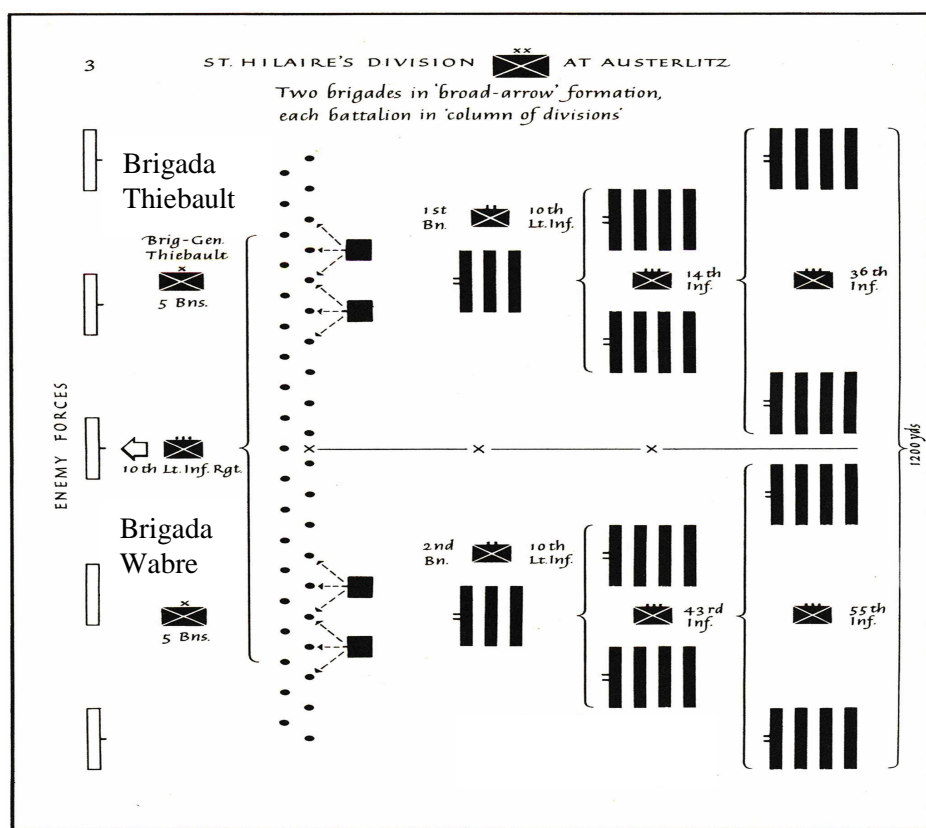 3
ST. HILAIRE'S DIVISION xx AT AUSTERLITZ
Two brigades in 'broad-arrow' formation,
each battalion in 'column of divisions'
Brigada
Thiebault
Brig-Gen.
Thiebault
x
5 Bns.
1st
Bn.
10th
Lt.Inf.
14th
Inf.
36th
Inf.
ENEMY FORCES
10th Lt.Inf.Rgt.
x
x
x
1200 yds
Brigada
Wabre
x
5 Bns.
2nd
Bn.
10th
Lt.Inf.
43rd
Inf.
55th
Inf.